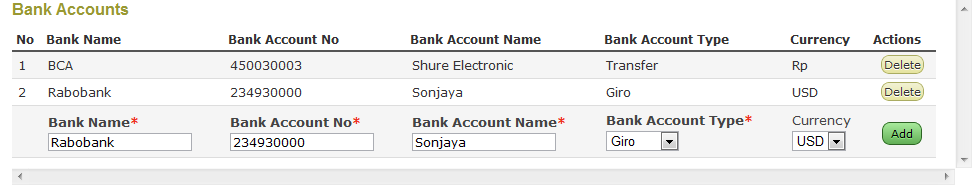 Bank Accounts
No Bank Name Bank Account No Bank Account Name Bank Account Type Currency Actions
1 BCA 450030003 Shure Electronic Transfer Rp Delete
2 Rabobank 234930000 Sonjaya Giro USD Delete
Bank Name* Bank Account No* Bank Account Name* Bank Account Type* Currency
Rabobank 234930000 Sonjaya Giro USD Add